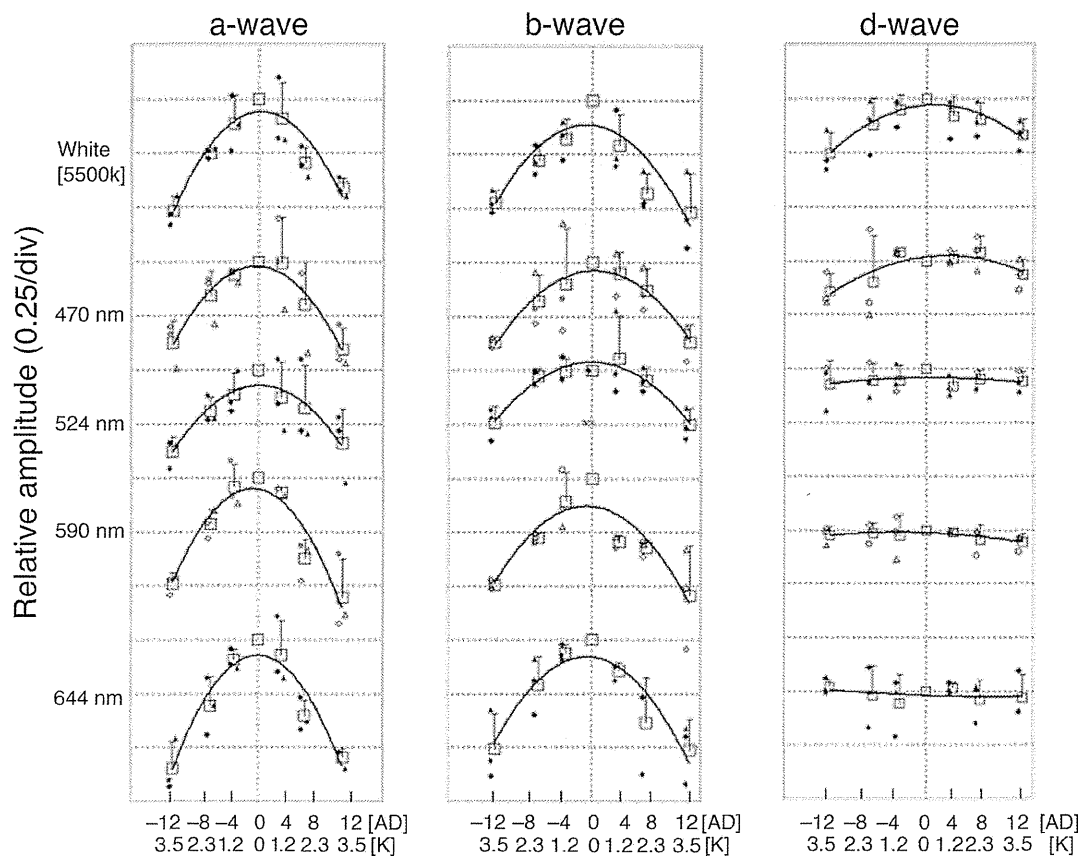 a-wave b-wave d-wave
White
[5500k]
470 nm
524 nm
590 nm
644 nm
Relative amplitude (0.25/div)
−12 −8 −4 0 4 8 12 [AD] −12 −8 −4 0 4 8 12 [AD] −12 −8 −4 0 4 8 12 [AD]
3.5 2.3 1.2 0 1.2 2.3 3.5 [K] 3.5 2.3 1.2 0 1.2 2.3 3.5 [K] 3.5 2.3 1.2 0 1.2 2.3 3.5 [K]